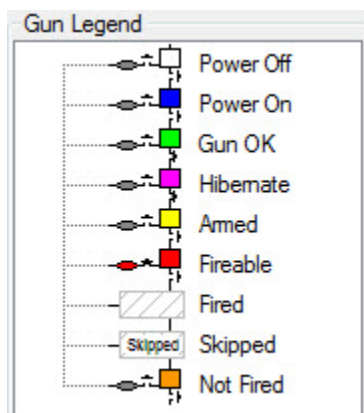 Gun Legend
Power Off
Power On
Gun OK
Hibernate
Armed
Fireable
Fired
Skipped Skipped
Not Fired